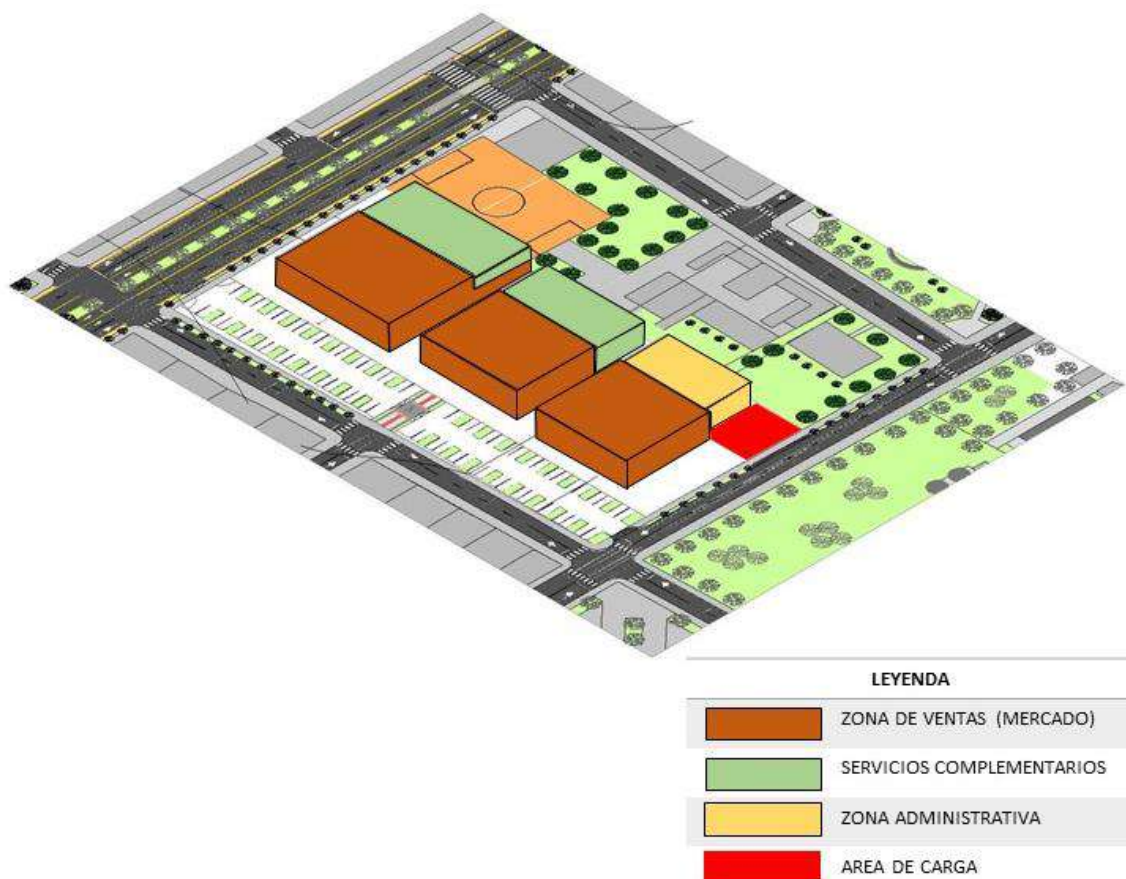 LEYENDA
ZONA DE VENTAS (MERCADO)
SERVICIOS COMPLEMENTARIOS
ZONA ADMINISTRATIVA
AREA DE CARGA